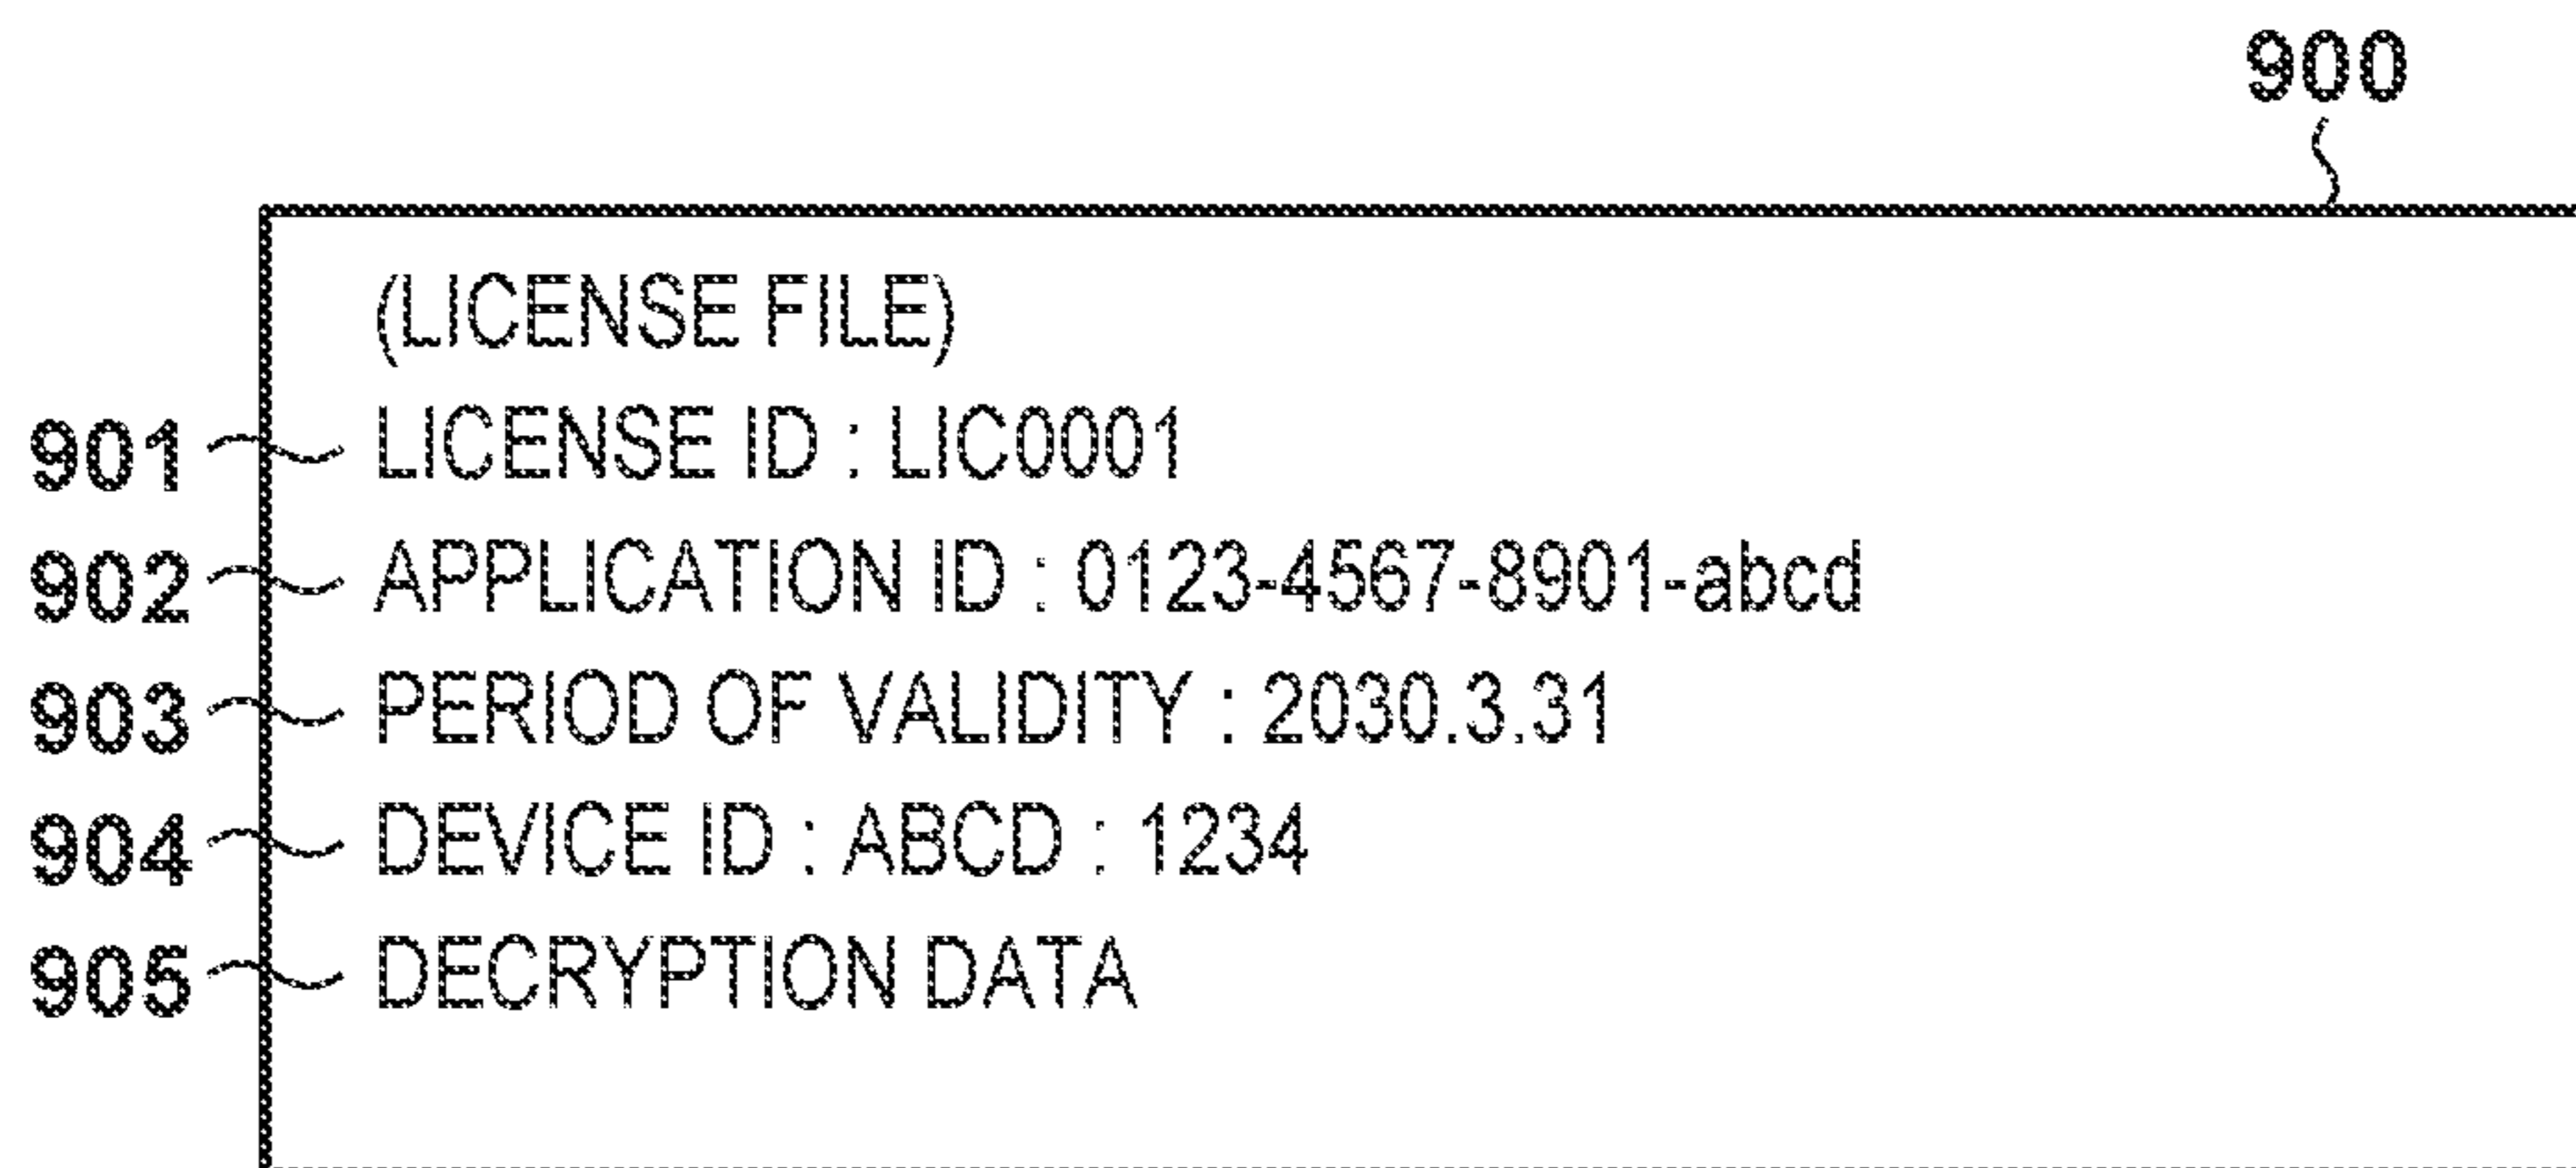 900
(LICENSE FILE)
901 LICENSE ID : LIC0001
902 APPLICATION ID : 0123-4567-8901-abcd
903 PERIOD OF VALIDITY : 2030.3.31
904 DEVICE ID : ABCD : 1234
905 DECRYPTION DATA